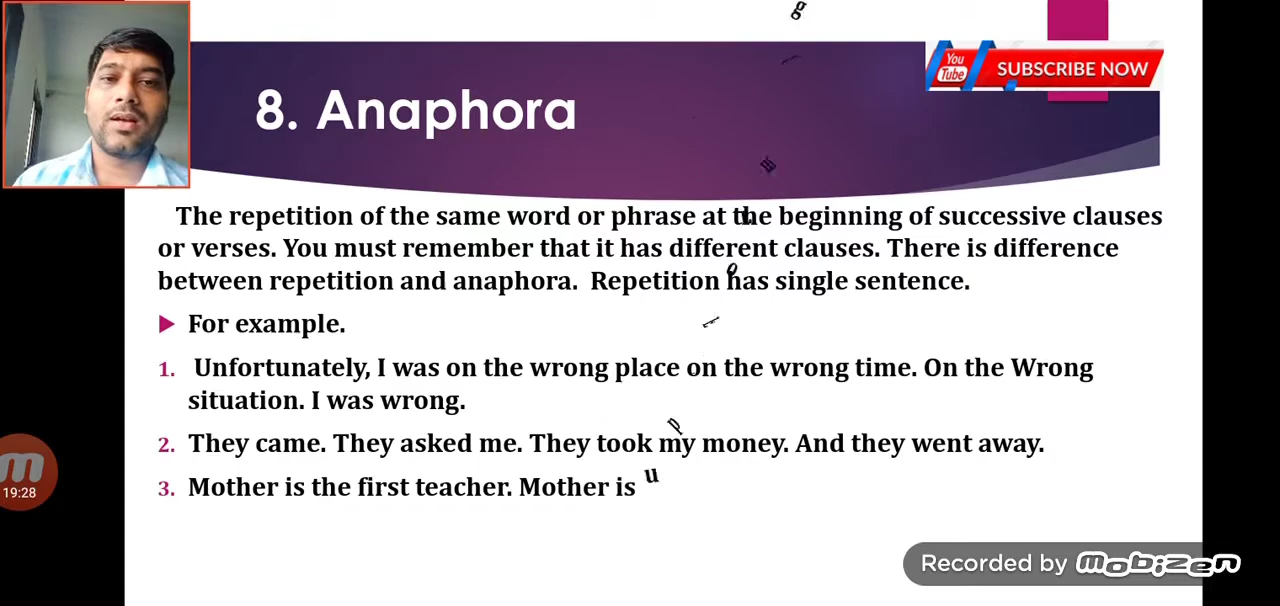 8. Anaphora
You Tube SUBSCRIBE NOW
The repetition of the same word or phrase at the beginning of successive clauses
or verses. You must remember that it has different clauses. There is difference
between repetition and anaphora. Repetition has single sentence.
For example.
1. Unfortunately, I was on the wrong place on the wrong time. On the Wrong
situation. I was wrong.
2. They came. They asked me. They took my money. And they went away.
3. Mother is the first teacher. Mother is
19:28
Recorded by mobizen